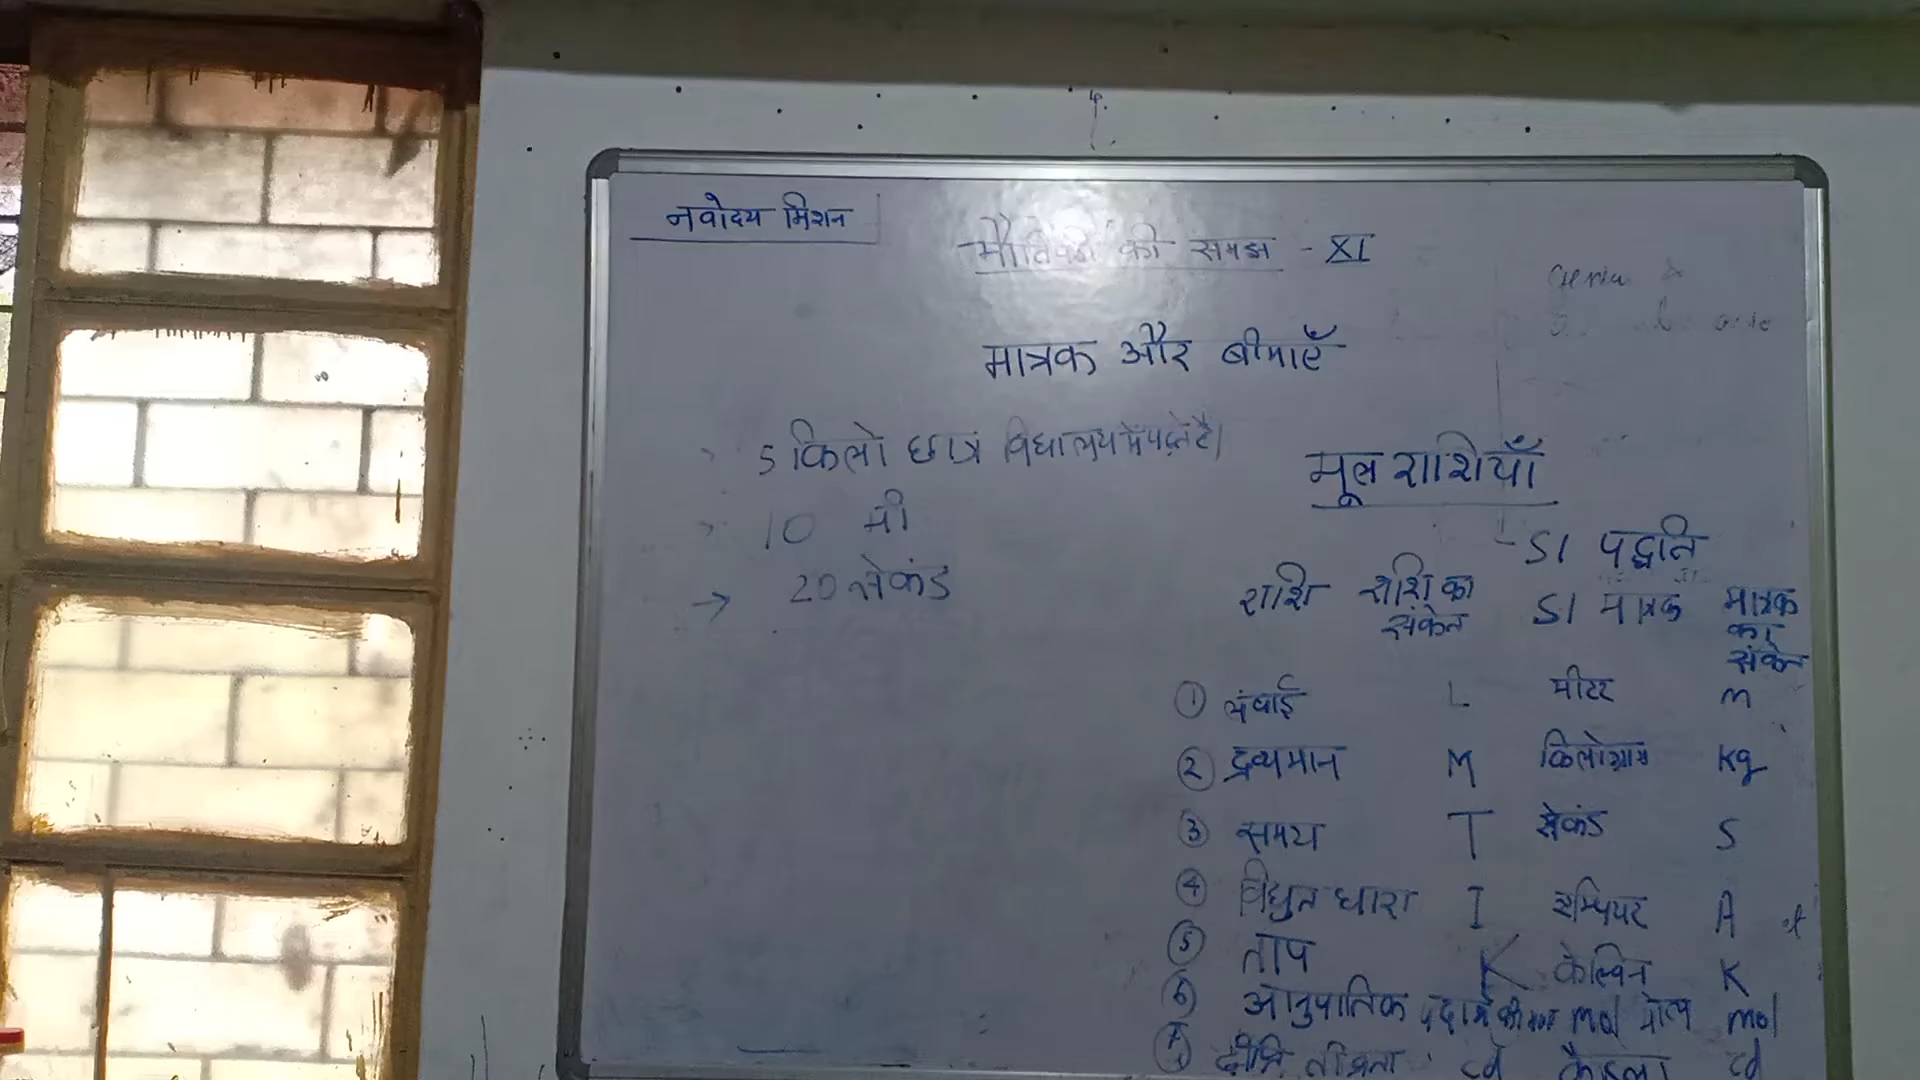 नवोदय मिशन
भौतिकी की समझ - XI
मात्रक और बीमाएँ
5 किलो छात्र विद्यालय में पढ़ते है।
10 मी
→ 20 सेकंड
मूल राशियाँ
- SI पद्धति
राशि राशि का संकेत SI मात्रक मात्रक का संकेत
① लंबाई L मीटर m
② द्रव्यमान M किलोग्राम Kg
③ समय T सेकंड S
④ विद्युत धारा I एम्पियर A
⑤ ताप K केल्विन K
⑥ आनुपातिक पदार्थ की mol मोल mol
⑦ तीव्रता cd कैंडेला cd